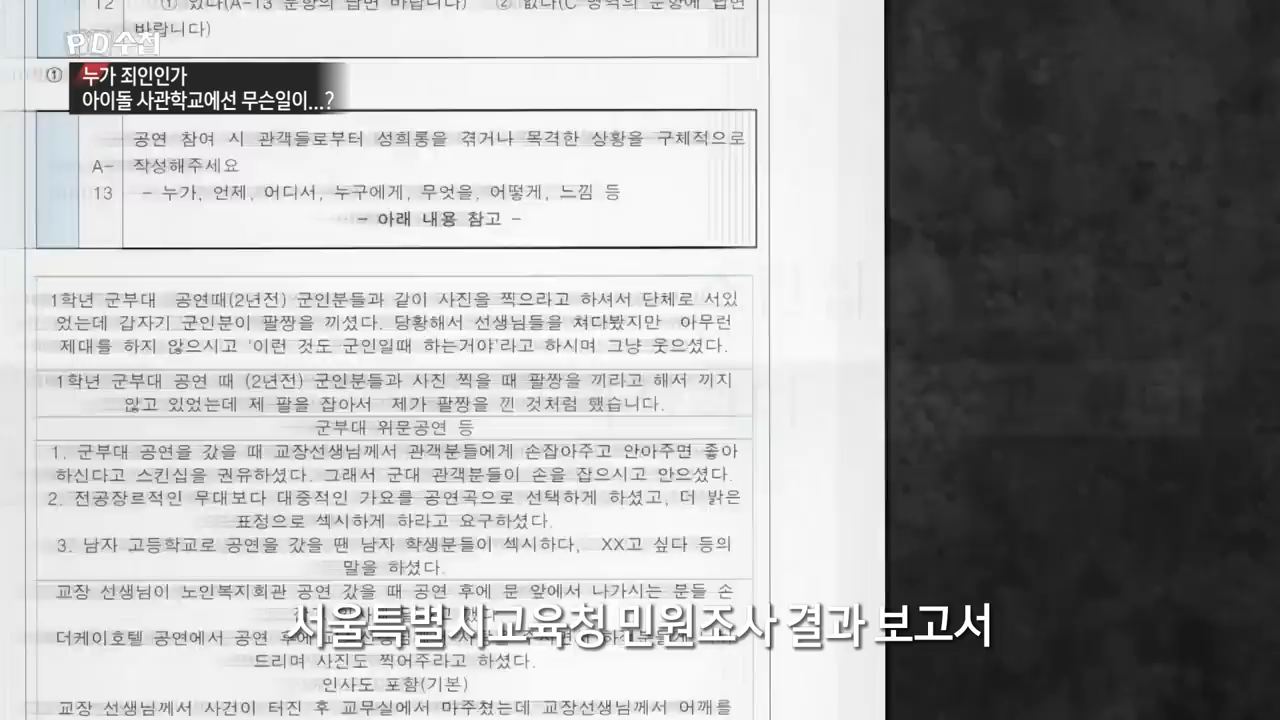 12 ① 있다(A-13 문항에 답변 바랍니다) ② 없다(C 영역의 문항에 답변
바랍니다)
PD수첩
①
누가 죄인인가
아이돌 사관학교에선 무슨일이...?
공연 참여 시 관객들로부터 성희롱을 겪거나 목격한 상황을 구체적으로
A- 작성해주세요
13 - 누가, 언제, 어디서, 누구에게, 무엇을, 어떻게, 느낌 등
- 아래 내용 참고 -
1학년 군부대 공연때(2년전) 군인분들과 같이 사진을 찍으라고 하셔서 단체로 서있
었는데 갑자기 군인분이 팔짱을 끼셨다. 당황해서 선생님들을 쳐다봤지만 아무런
제대를 하지 않으시고 '이런 것도 군인일때 하는거야'라고 하시며 그냥 웃으셨다.
1학년 군부대 공연 때 (2년전) 군인분들과 사진 찍을 때 팔짱을 끼라고 해서 끼지
않고 있었는데 제 팔을 잡아서 제가 팔짱을 낀 것처럼 했습니다.
군부대 위문공연 등
1. 군부대 공연을 갔을 때 교장선생님께서 관객분들에게 손잡아주고 안아주면 좋아
하신다고 스킨십을 권유하셨다. 그래서 군대 관객분들이 손을 잡으시고 안으셨다.
2. 전공장르적인 무대보다 대중적인 가요를 공연곡으로 선택하게 하셨고, 더 밝은
표정으로 섹시하게 하라고 요구하셨다.
3. 남자 고등학교로 공연을 갔을 땐 남자 학생분들이 섹시하다, XX고 싶다 등의
말을 하셨다.
교장 선생님이 노인복지회관 공연 갔을 때 공연 후에 문 앞에서 나가시는 분들 손
서울특별시교육청 민원조사 결과 보고서
더케이호텔 공연에서 공연 후에
드리며 사진도 찍어주라고 하셨다.
인사도 포함(기본)
교장 선생님께서 사건이 터진 후 교무실에서 마주쳤는데 교장선생님께서 어깨를